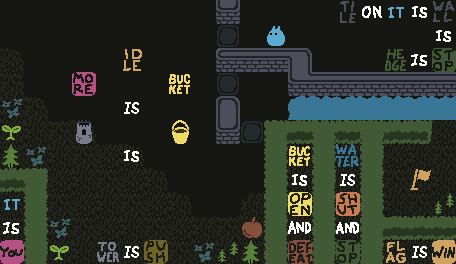 TILE ON IT IS WALL
IS
HEDGE IS STOP
IDLE
MORE
BUCKET
IS
IS
BUCKET
WATER
IS
IS
OPEN
SHUT
AND
AND
DEFEAT
STOP
IT
IS
YOU
TOWER IS PUSH
FLAG IS WIN